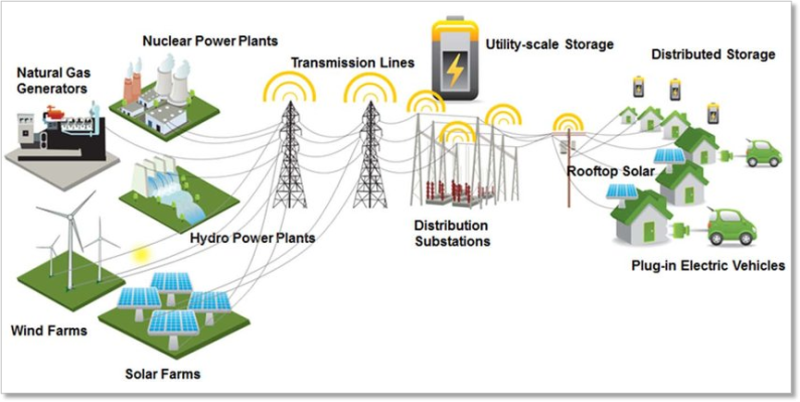 Nuclear Power Plants
Natural Gas
Generators
Transmission Lines
Utility-scale Storage
Distributed Storage
Rooftop Solar
Hydro Power Plants
Distribution
Substations
Plug-in Electric Vehicles
Wind Farms
Solar Farms